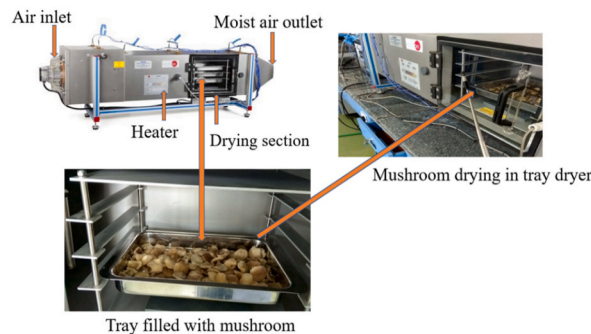 Air inlet
Moist air outlet
Heater
Drying section
Mushroom drying in tray dryer
Tray filled with mushroom